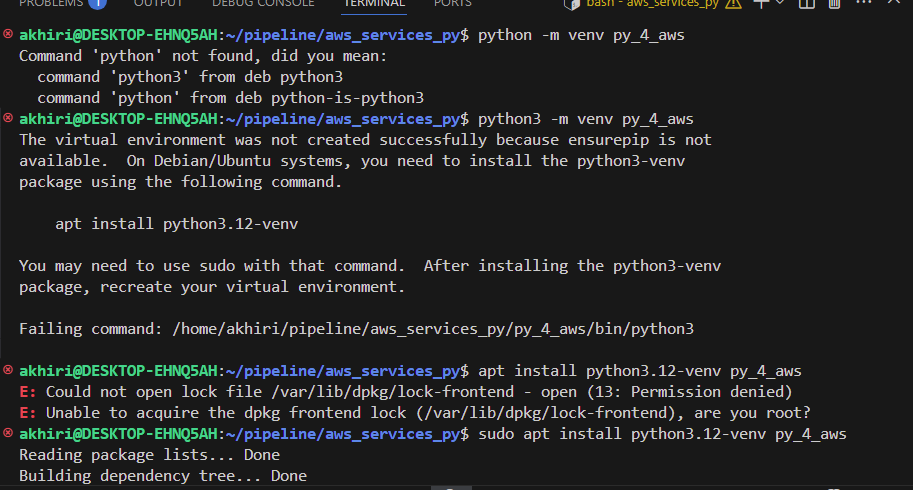 PROBLEMS 1 OUTPUT DEBUG CONSOLE TERMINAL PORTS bash - aws_services_py
akhiri@DESKTOP-EHNQ5AH:~/pipeline/aws_services_py$ python -m venv py_4_aws
Command 'python' not found, did you mean:
  command 'python3' from deb python3
  command 'python' from deb python-is-python3
akhiri@DESKTOP-EHNQ5AH:~/pipeline/aws_services_py$ python3 -m venv py_4_aws
The virtual environment was not created successfully because ensurepip is not
available.  On Debian/Ubuntu systems, you need to install the python3-venv
package using the following command.
    apt install python3.12-venv
You may need to use sudo with that command.  After installing the python3-venv
package, recreate your virtual environment.
Failing command: /home/akhiri/pipeline/aws_services_py/py_4_aws/bin/python3
akhiri@DESKTOP-EHNQ5AH:~/pipeline/aws_services_py$ apt install python3.12-venv py_4_aws
E: Could not open lock file /var/lib/dpkg/lock-frontend - open (13: Permission denied)
E: Unable to acquire the dpkg frontend lock (/var/lib/dpkg/lock-frontend), are you root?
akhiri@DESKTOP-EHNQ5AH:~/pipeline/aws_services_py$ sudo apt install python3.12-venv py_4_aws
Reading package lists... Done
Building dependency tree... Done